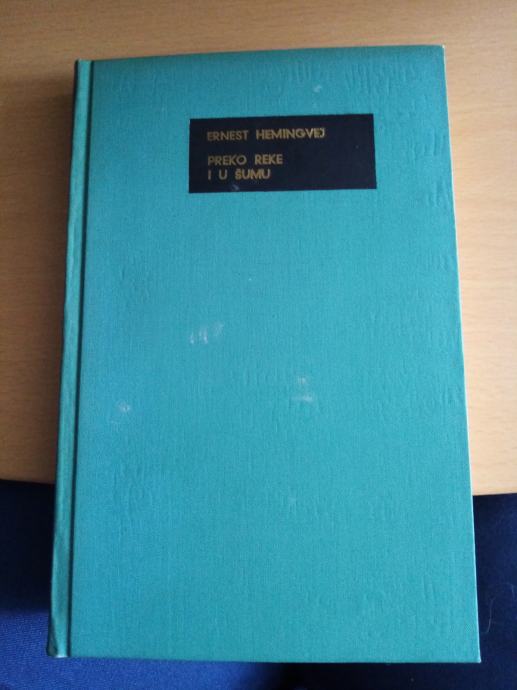 ERNEST HEMINGVEJ
PREKO REKE
I U ŠUMU